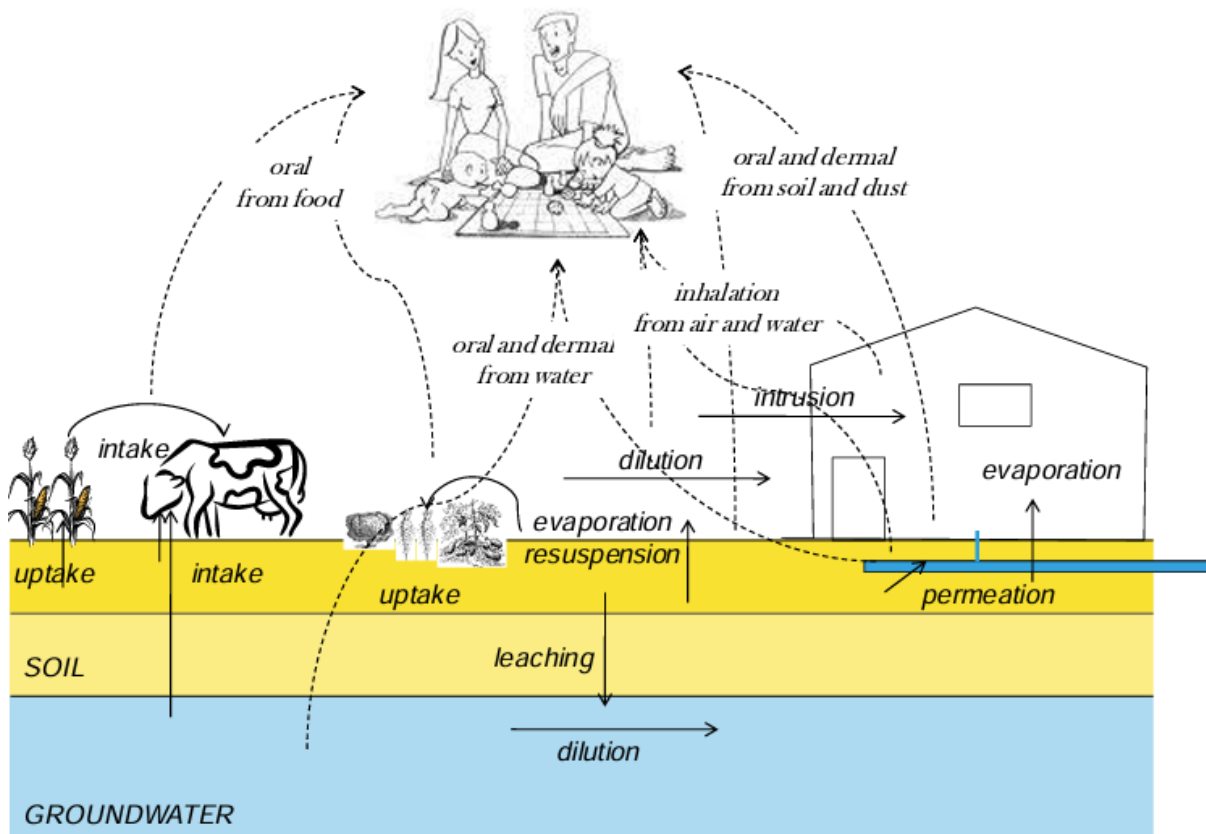 oral
from food
oral and dermal
from soil and dust
inhalation
from air and water
oral and dermal
from water
intrusion
intake
dilution
evaporation
evaporation
resuspension
uptake
intake
uptake
permeation
leaching
SOIL
dilution
GROUNDWATER